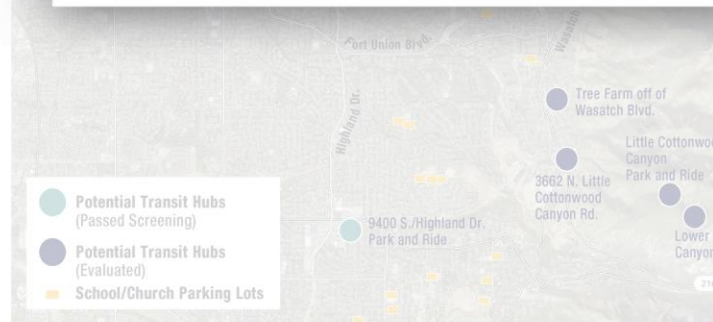 Fort Union Blvd.
Wasatch
Highland Dr.
Tree Farm off of
Wasatch Blvd.
Little Cottonwoo
Canyon
Park and Ride
3662 N. Little
Cottonwood
Canyon Rd.
9400 S./Highland Dr.
Park and Ride
Lower
Canyon
Potential Transit Hubs
(Passed Screening)
Potential Transit Hubs
(Evaluated)
School/Church Parking Lots